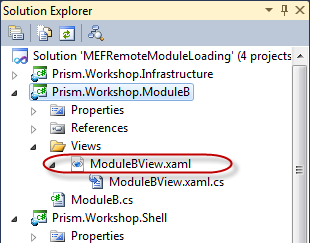 Solution Explorer
Solution 'MEFRemoteModuleLoading' (4 projects
Prism.Workshop.Infrastructure
Prism.Workshop.ModuleB
Properties
References
Views
ModuleBView.xaml
ModuleBView.xaml.cs
ModuleB.cs
Prism.Workshop.Shell
Properties